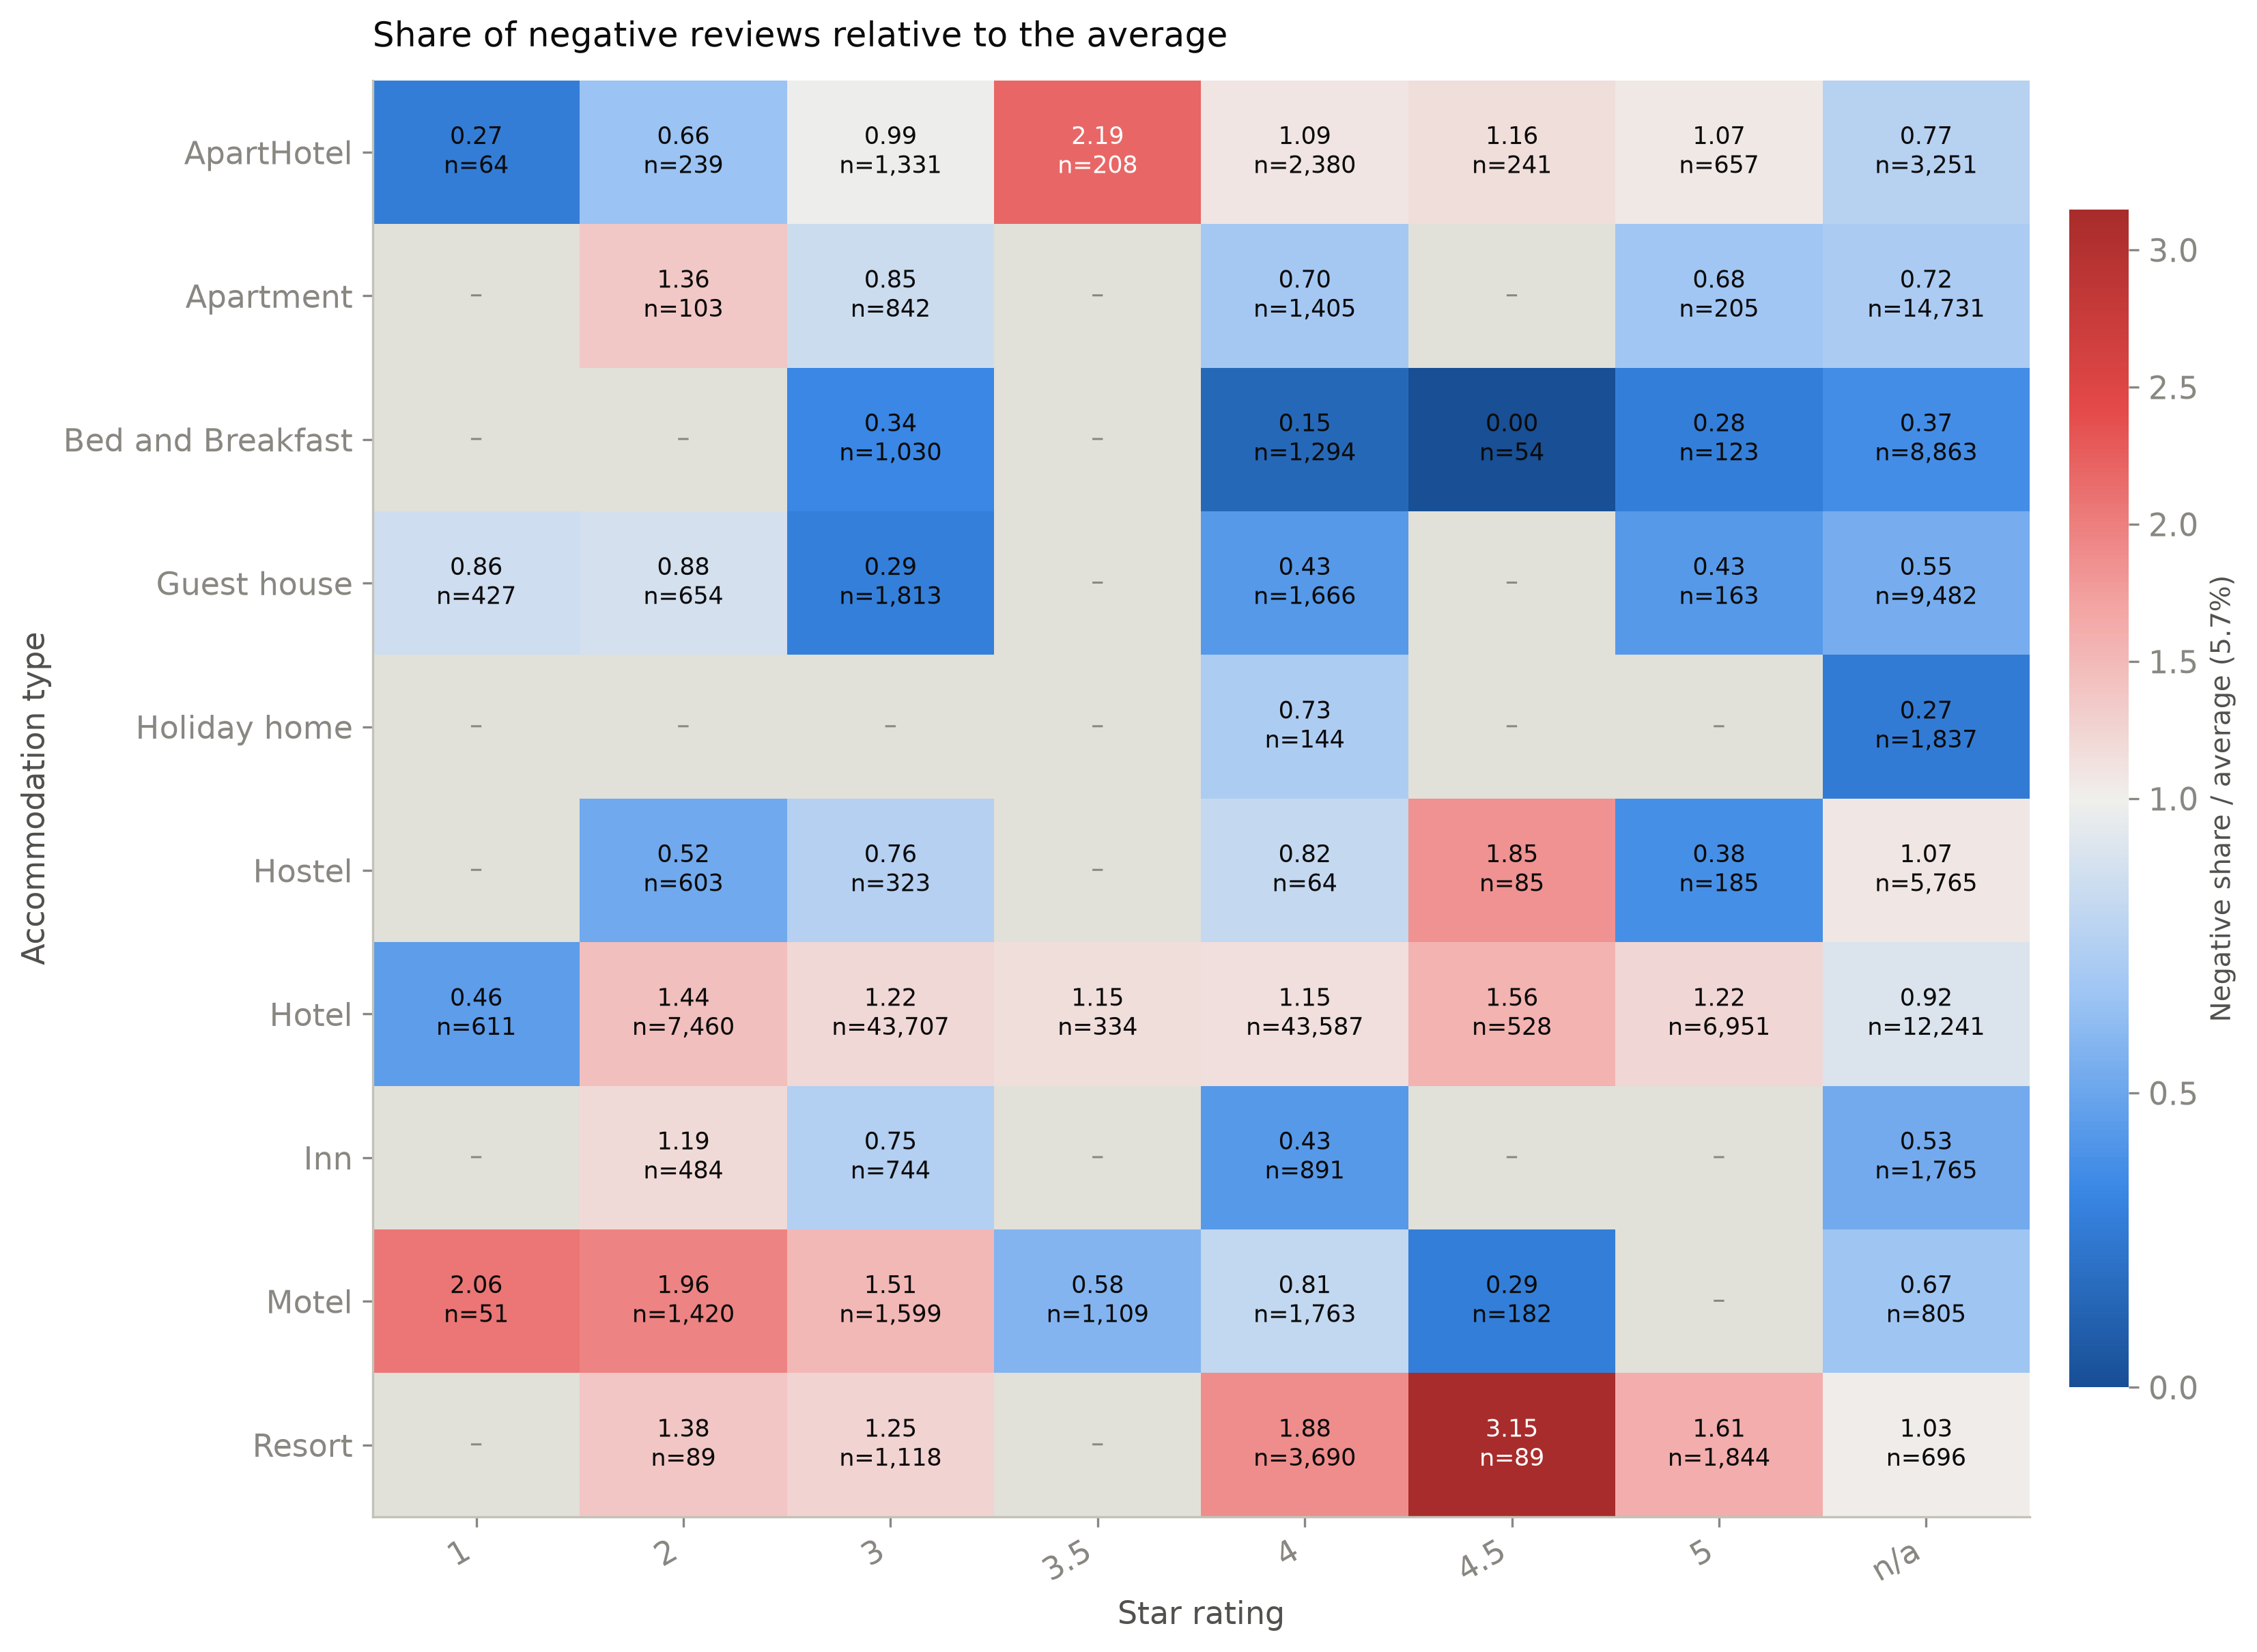 Share of negative reviews relative to the average
Accommodation type
ApartHotel
0.27
n=64
0.66
n=239
0.99
n=1,331
2.19
n=208
1.09
n=2,380
1.16
n=241
1.07
n=657
0.77
n=3,251
Apartment
–
1.36
n=103
0.85
n=842
–
0.70
n=1,405
–
0.68
n=205
0.72
n=14,731
Bed and Breakfast
–
–
0.34
n=1,030
–
0.15
n=1,294
0.00
n=54
0.28
n=123
0.37
n=8,863
Guest house
0.86
n=427
0.88
n=654
0.29
n=1,813
–
0.43
n=1,666
–
0.43
n=163
0.55
n=9,482
Holiday home
–
–
–
–
0.73
n=144
–
–
0.27
n=1,837
Hostel
–
0.52
n=603
0.76
n=323
–
0.82
n=64
1.85
n=85
0.38
n=185
1.07
n=5,765
Hotel
0.46
n=611
1.44
n=7,460
1.22
n=43,707
1.15
n=334
1.15
n=43,587
1.56
n=528
1.22
n=6,951
0.92
n=12,241
Inn
–
1.19
n=484
0.75
n=744
–
0.43
n=891
–
–
0.53
n=1,765
Motel
2.06
n=51
1.96
n=1,420
1.51
n=1,599
0.58
n=1,109
0.81
n=1,763
0.29
n=182
–
0.67
n=805
Resort
–
1.38
n=89
1.25
n=1,118
–
1.88
n=3,690
3.15
n=89
1.61
n=1,844
1.03
n=696
1
2
3
3.5
4
4.5
5
n/a
Star rating
3.0
2.5
2.0
1.5
1.0
0.5
0.0
Negative share / average (5.7%)